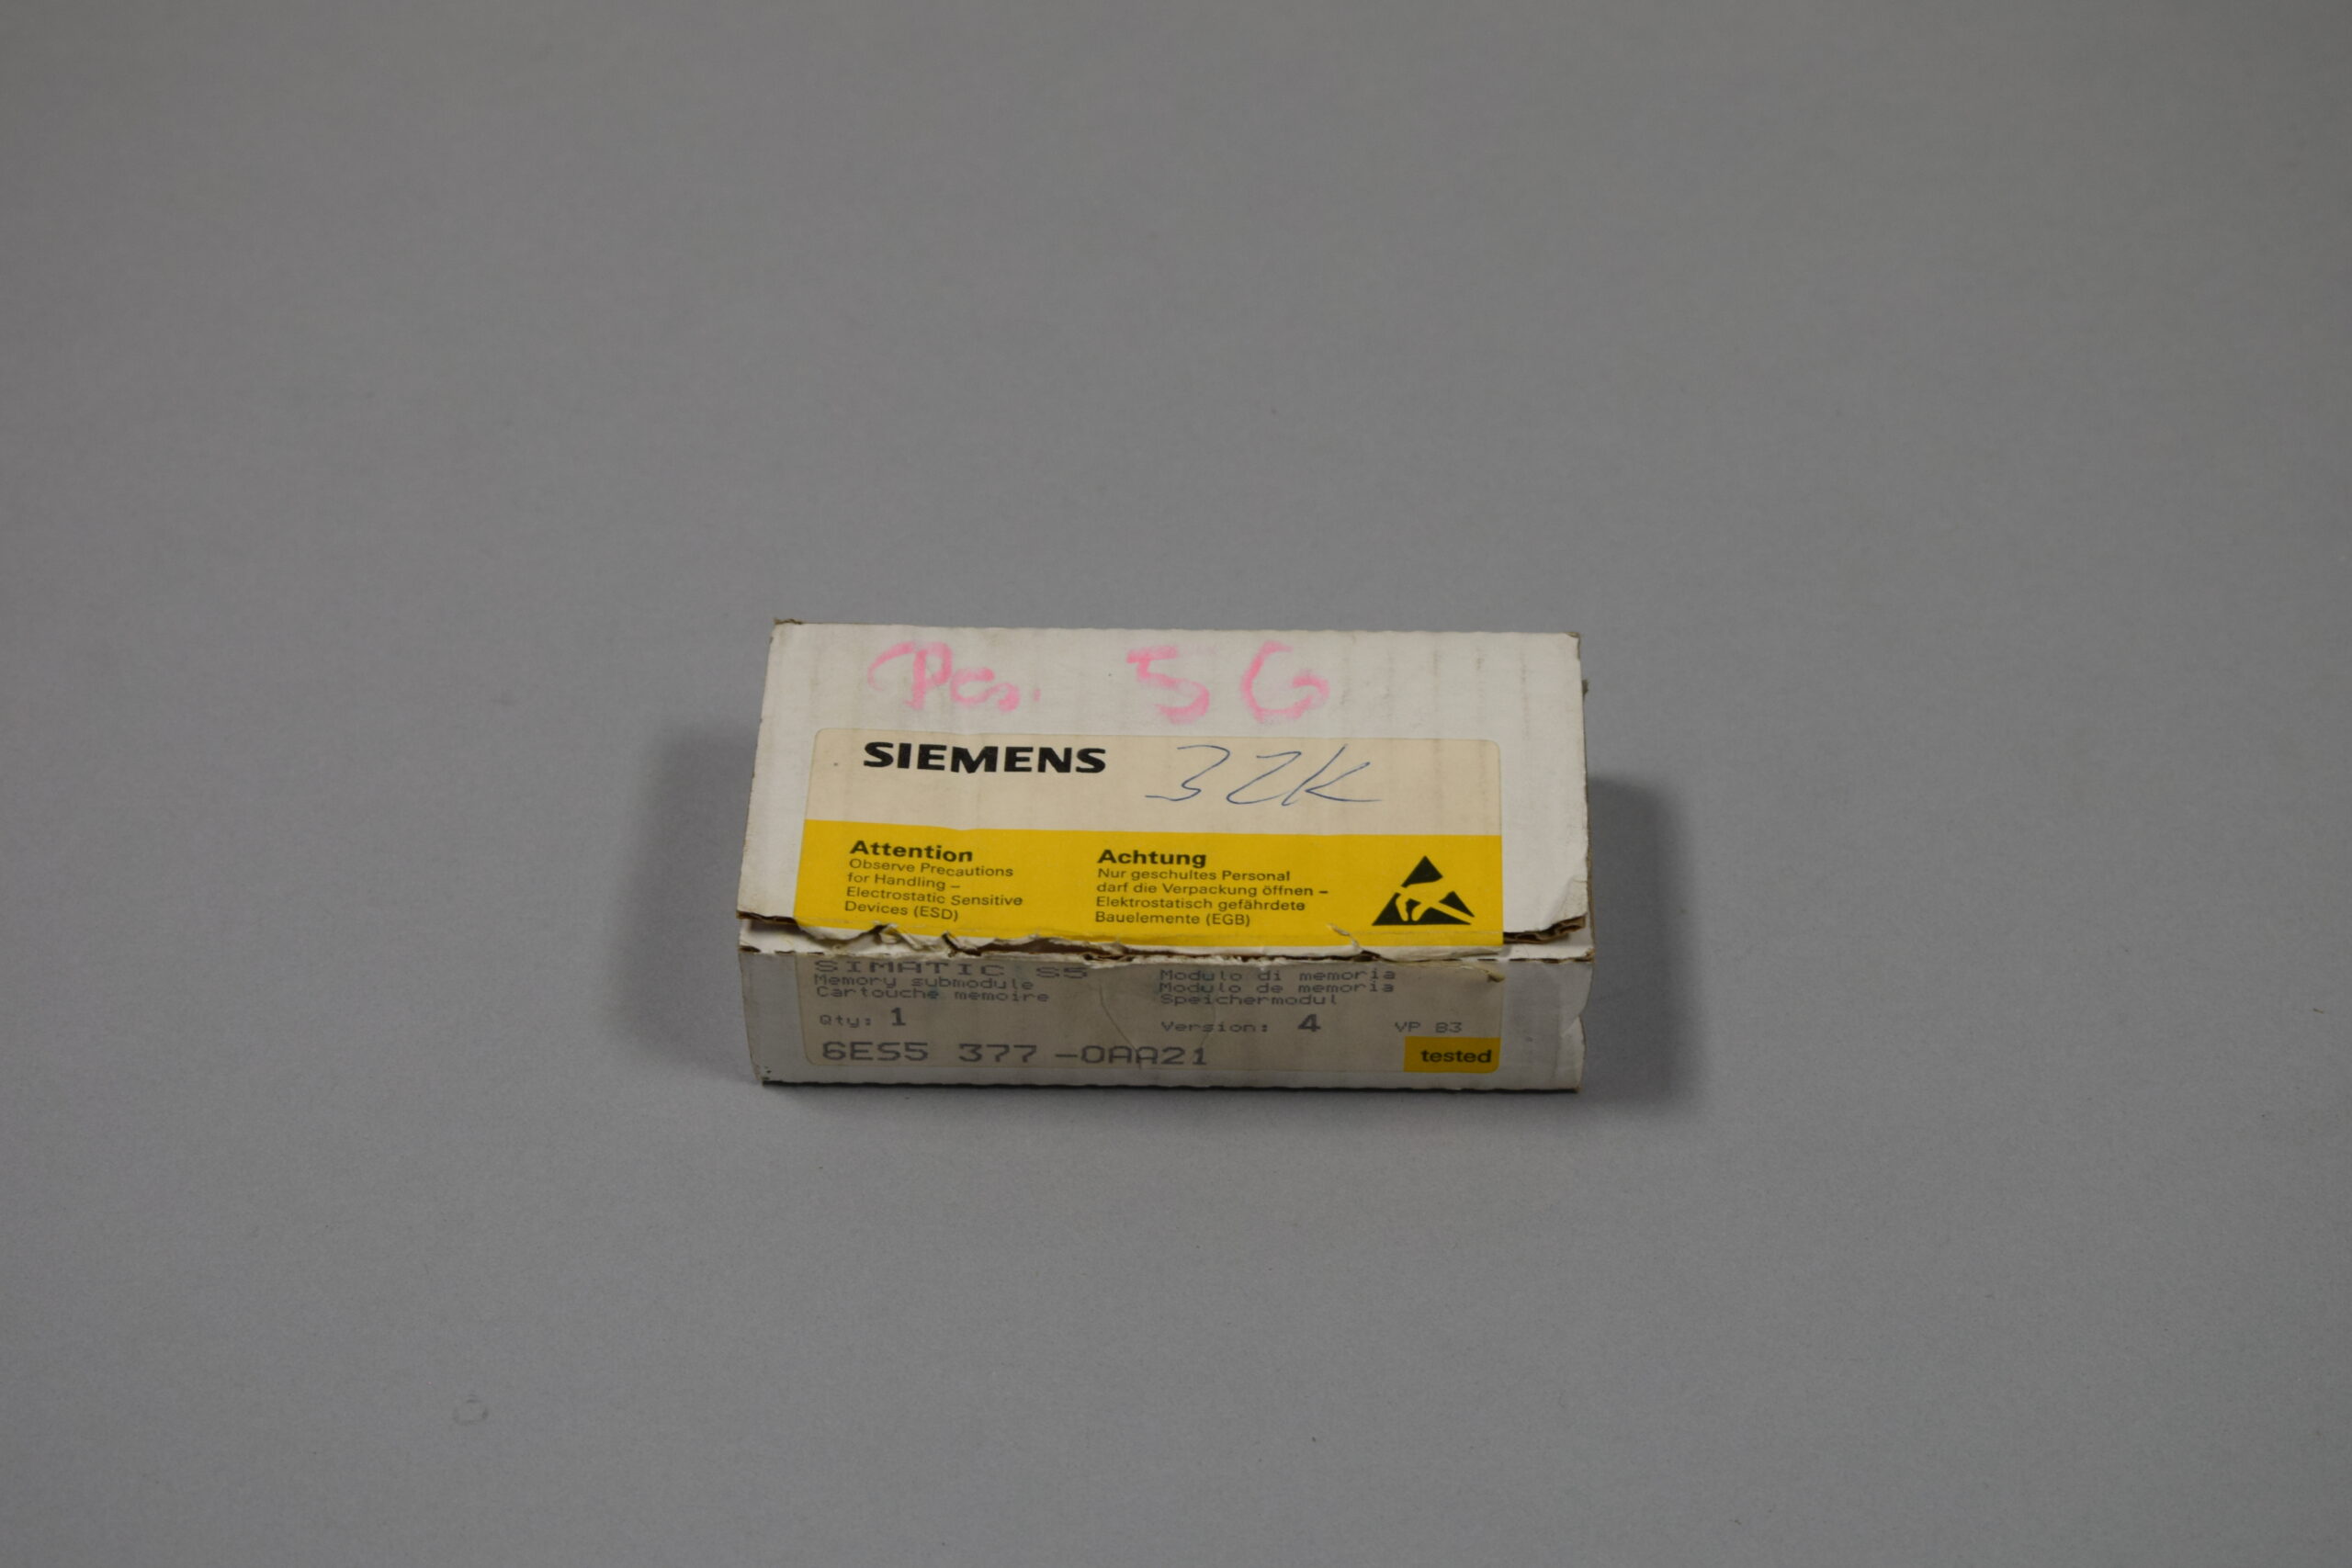 Pos. 56
SIEMENS 32K
Attention
Observe Precautions
for Handling –
Electrostatic Sensitive
Devices (ESD)
Achtung
Nur geschultes Personal
darf die Verpackung öffnen –
Elektrostatisch gefährdete
Bauelemente (EGB)
SIMATIC S5
Memory submodule
Cartouche memoire
Modulo di memoria
Modulo de memoria
Speichermodul
Qty: 1
Version: 4
VP 83
6ES5 377-0AA21
tested